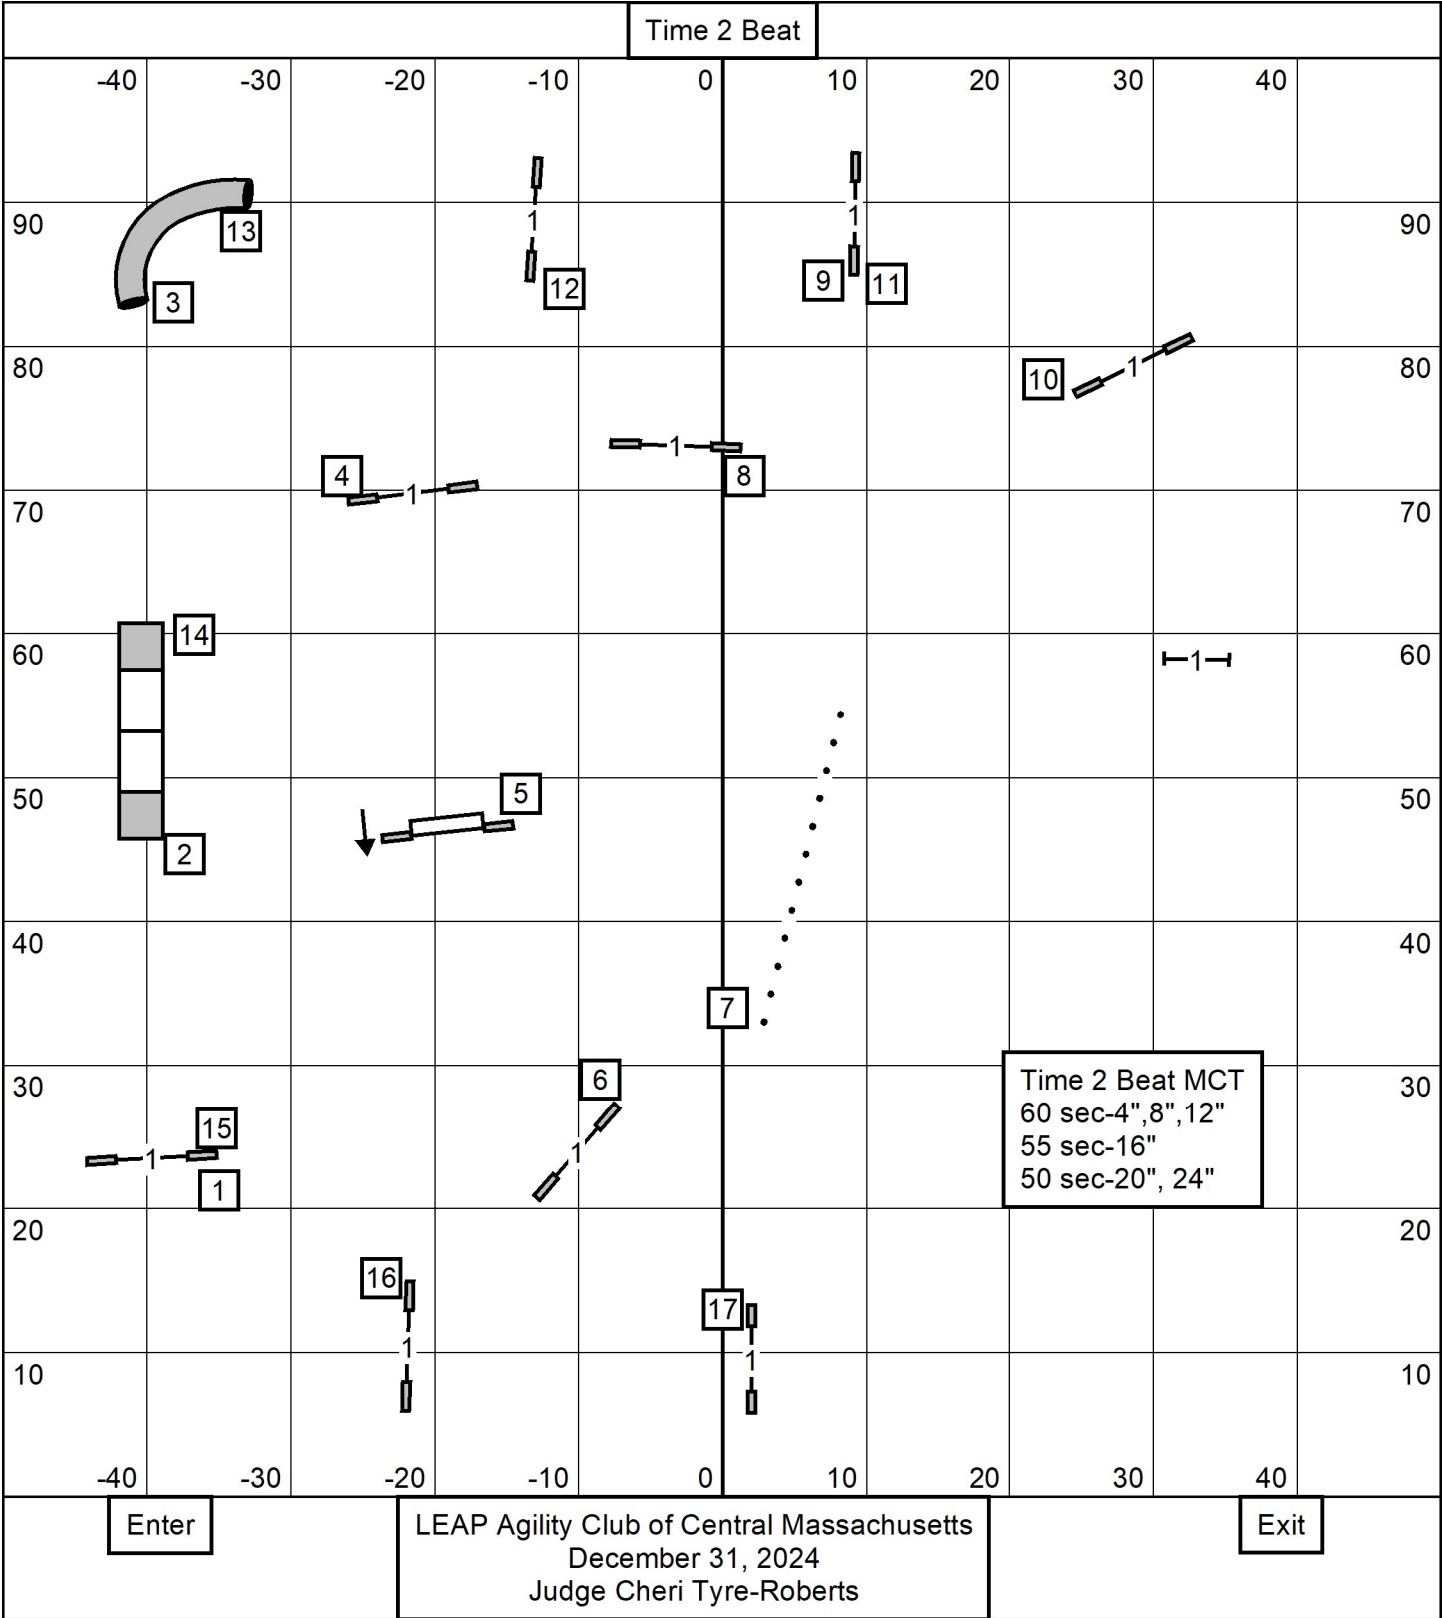 Time 2 Beat
-40 -30 -20 -10 0 10 20 30 40
90 13 1 12 1 9 11 90
3
80 10 1 80
4 1 1 8
70 70
14
60 1 60
5
50 50
2
40 40
7
6
30 Time 2 Beat MCT 30
60 sec-4",8",12"
15 1 55 sec-16"
1 1 50 sec-20", 24"
20 20
16 17
1 1
10 10
-40 -30 -20 -10 0 10 20 30 40
Enter
LEAP Agility Club of Central Massachusetts
December 31, 2024
Judge Cheri Tyre-Roberts
Exit